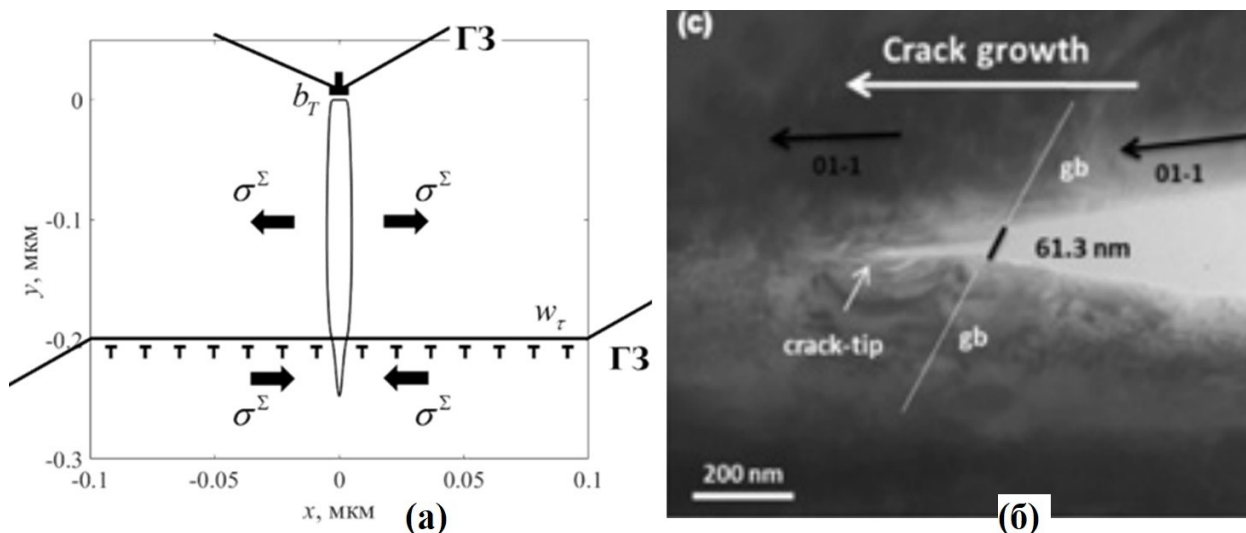 ГЗ
b_T
0
σ^Σ σ^Σ
-0.1
y, мкм
w_τ
-0.2
ГЗ
σ^Σ σ^Σ
-0.3
-0.1 -0.05 0 0.05 0.1
x, мкм
(а)
(c)
Crack growth
01-1
gb
01-1
61.3 nm
crack-tip
gb
200 nm
(б)